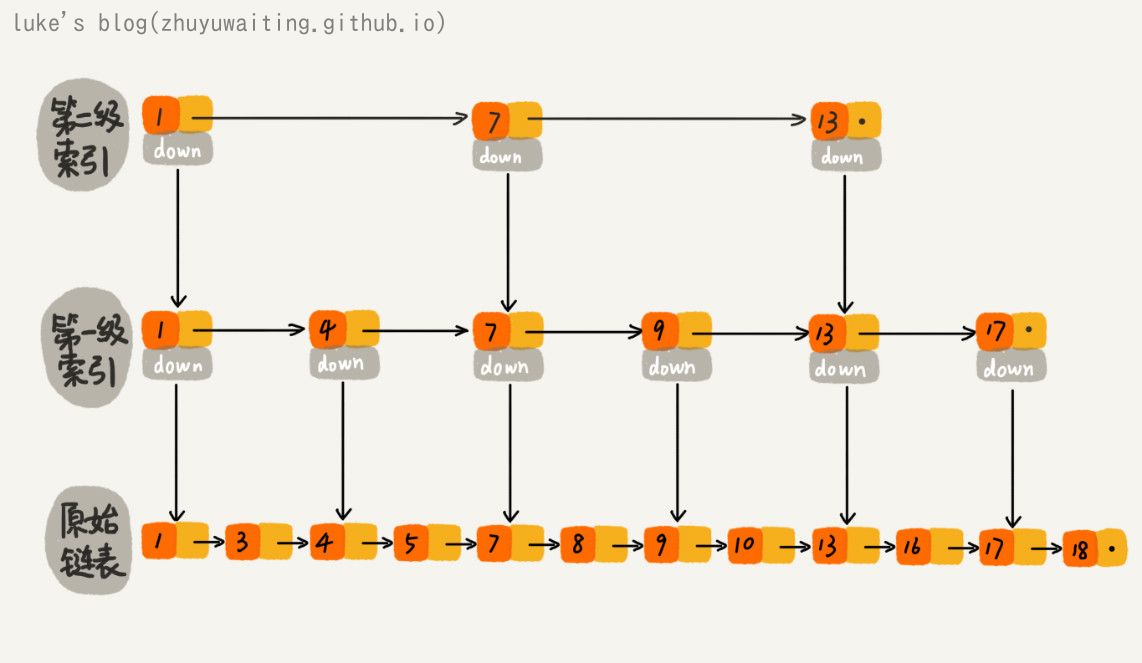 luke's blog(zhuyuwaiting.github.io)
第二级
索引
1 7 13
down down down
第一级
索引
1 4 7 9 13 17
down down down down down down
原始
链表
1 3 4 5 7 8 9 10 13 16 17 18